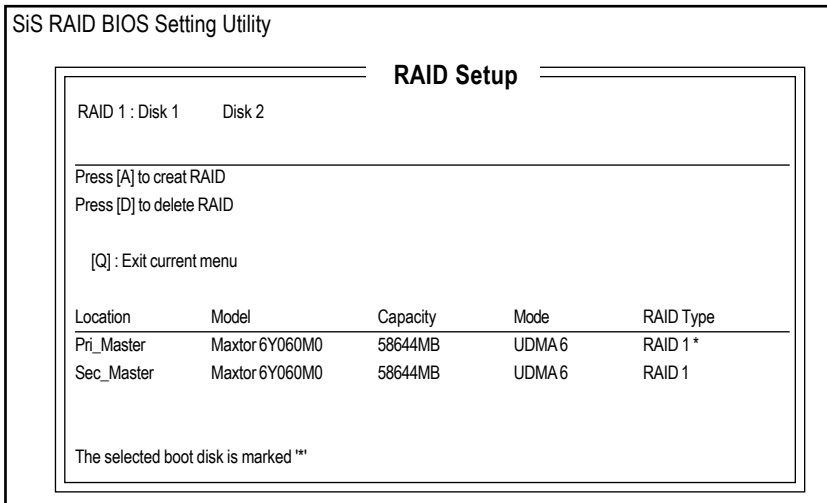 SiS RAID BIOS Setting Utility
RAID Setup
RAID 1 : Disk 1 Disk 2
Press [A] to creat RAID
Press [D] to delete RAID
[Q] : Exit current menu
Location Model Capacity Mode RAID Type
Pri_Master Maxtor 6Y060M0 58644MB UDMA 6 RAID 1 *
Sec_Master Maxtor 6Y060M0 58644MB UDMA 6 RAID 1
The selected boot disk is marked '*'